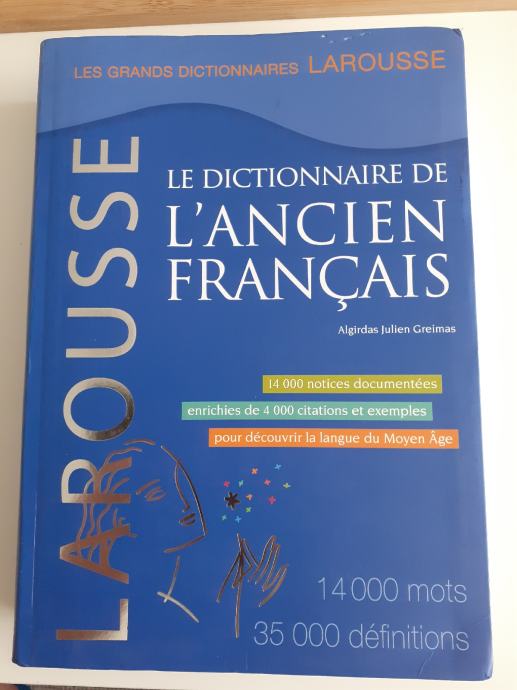 LES GRANDS DICTIONNAIRES LAROUSSE
LAROUSSE
LE DICTIONNAIRE DE
L'ANCIEN
FRANÇAIS
Algirdas Julien Greimas
14 000 notices documentées
enrichies de 4 000 citations et exemples
pour découvrir la langue du Moyen Âge
14 000 mots
35 000 définitions